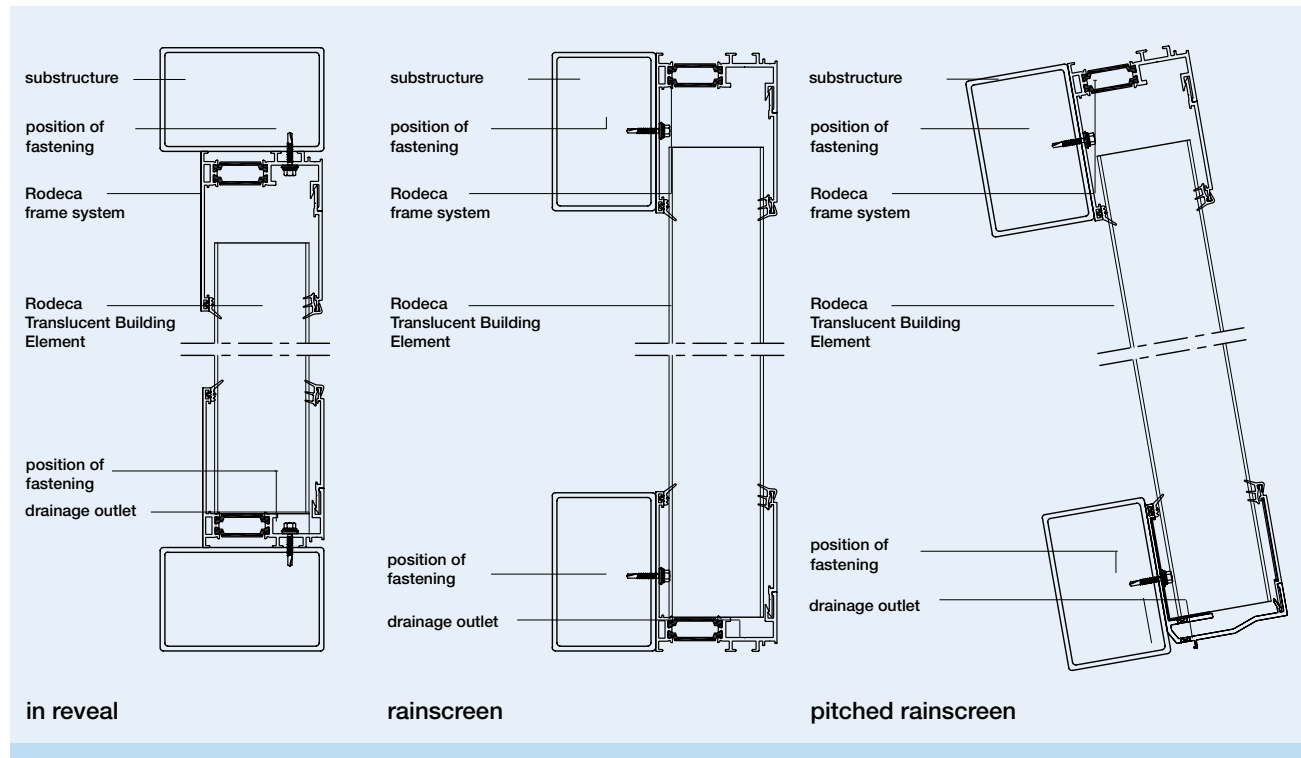 substructure
position of
fastening
Rodeca
frame system
Rodeca
Translucent Building
Element
position of
fastening
drainage outlet
in reveal
substructure
position of
fastening
Rodeca
frame system
Rodeca
Translucent Building
Element
position of
fastening
drainage outlet
rainscreen
substructure
position of
fastening
Rodeca
frame system
Rodeca
Translucent Building
Element
position of
fastening
drainage outlet
pitched rainscreen